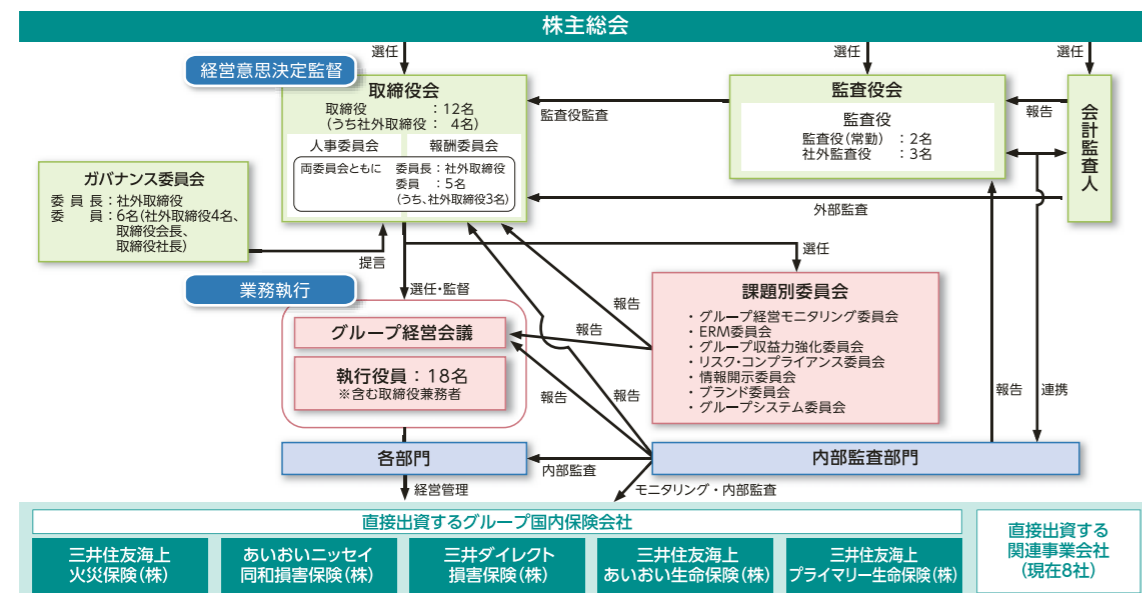 株主総会
選任
選任
選任
経営意思決定監督
取締役会
取締役 :12名
(うち社外取締役: 4名)
人事委員会 報酬委員会
両委員会ともに 委員長:社外取締役
委員 :5名
(うち、社外取締役3名)
監査役監査
監査役会
監査役
監査役(常勤) :2名
社外監査役 :3名
報告
会計監査人
ガバナンス委員会
委員長:社外取締役
委 員:6名(社外取締役4名、
取締役会長、
取締役社長)
外部監査
提言
選任
業務執行
選任・監督
グループ経営会議
執行役員:18名
※含む取締役兼務者
報告
報告
課題別委員会
・グループ経営モニタリング委員会
・ERM委員会
・グループ収益力強化委員会
・リスク・コンプライアンス委員会
・情報開示委員会
・ブランド委員会
・グループシステム委員会
報告
報告
報告
連携
各部門
内部監査
内部監査部門
経営管理
モニタリング・内部監査
直接出資するグループ国内保険会社
三井住友海上
火災保険(株)
あいおいニッセイ
同和損害保険(株)
三井ダイレクト
損害保険(株)
三井住友海上
あいおい生命保険(株)
三井住友海上
プライマリー生命保険(株)
直接出資する
関連事業会社
(現在8社)